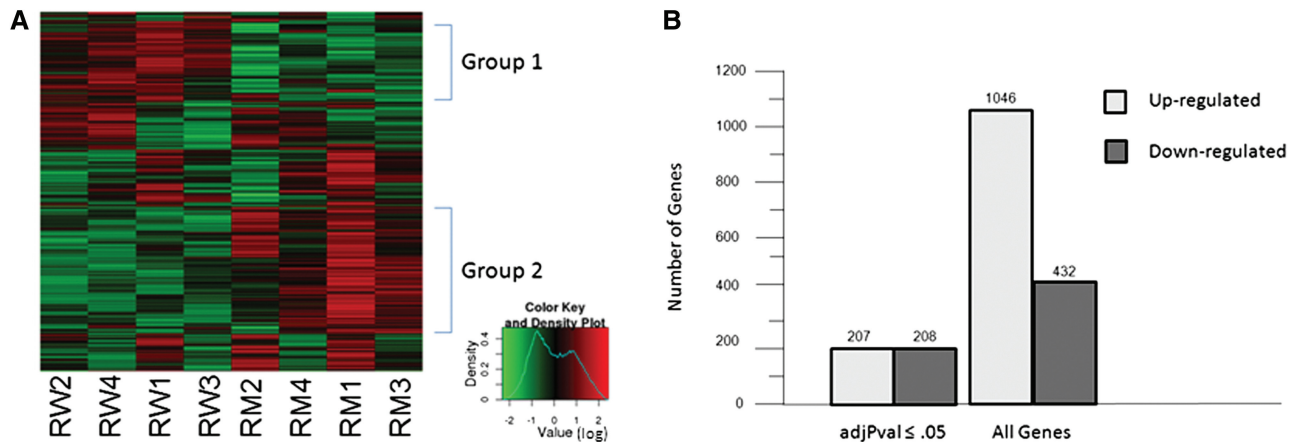 A
Group 1
Group 2
Color Key
and Density Plot
Density
0 0.2 0.4
-2 -1 0 1 2
Value (log)
RW2 RW4 RW1 RW3 RM2 RM4 RM1 RM3
B
Number of Genes
1200
1000
800
600
400
200
0
207
208
1046
432
adjPval ≤ .05
All Genes
Up-regulated
Down-regulated